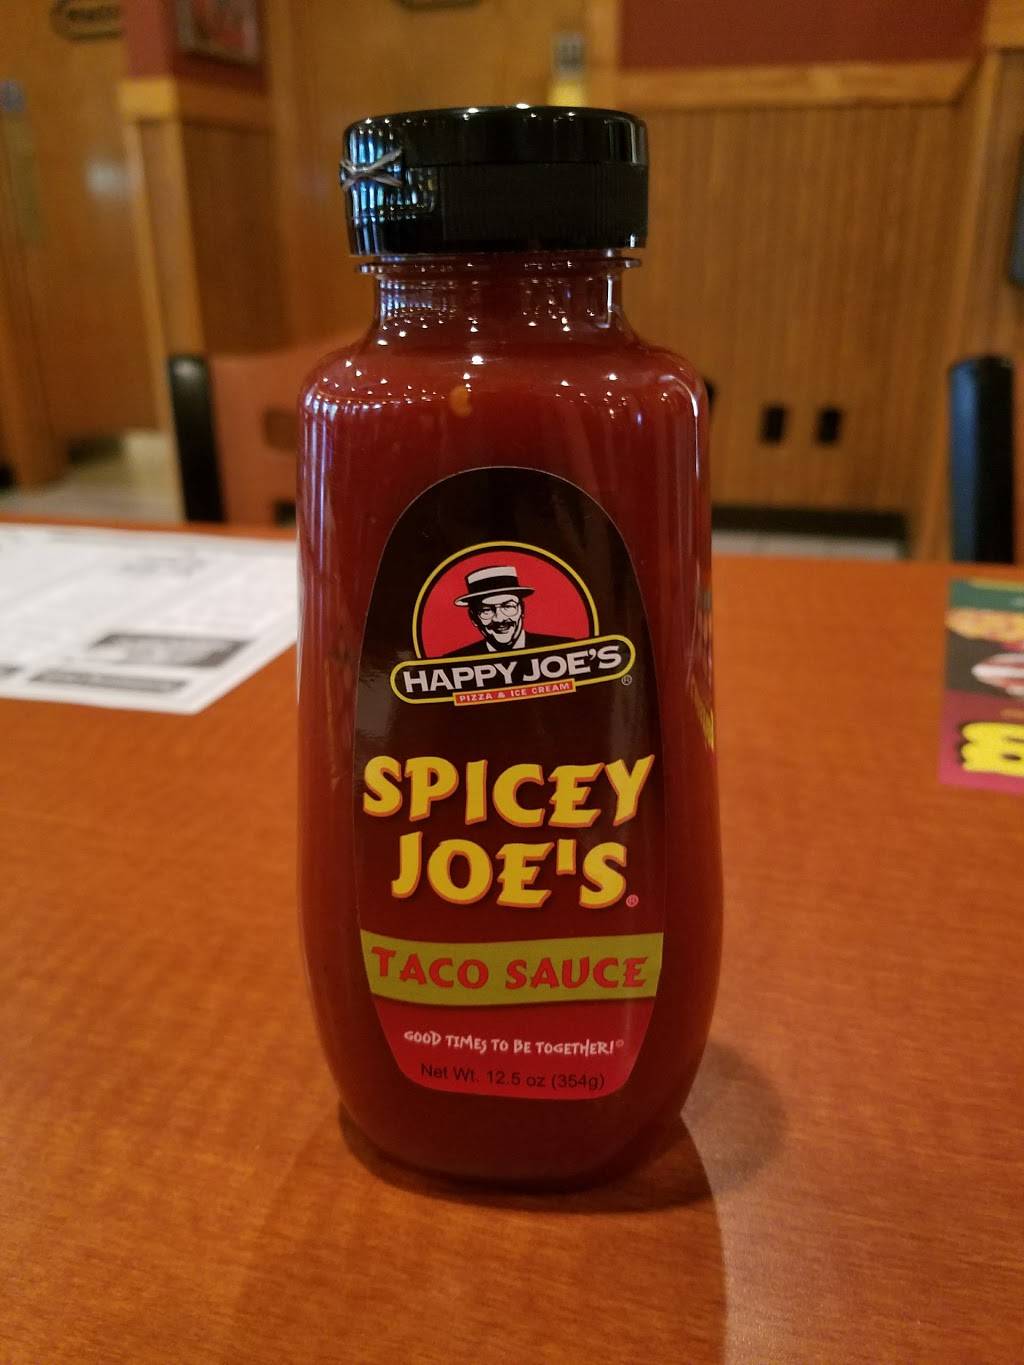 HAPPY JOE'S®
PIZZA & ICE CREAM
SPICEY
JOE'S®
TACO SAUCE
GOOD TIMES TO BE TOGETHER!©
Net Wt. 12.5 oz (354g)